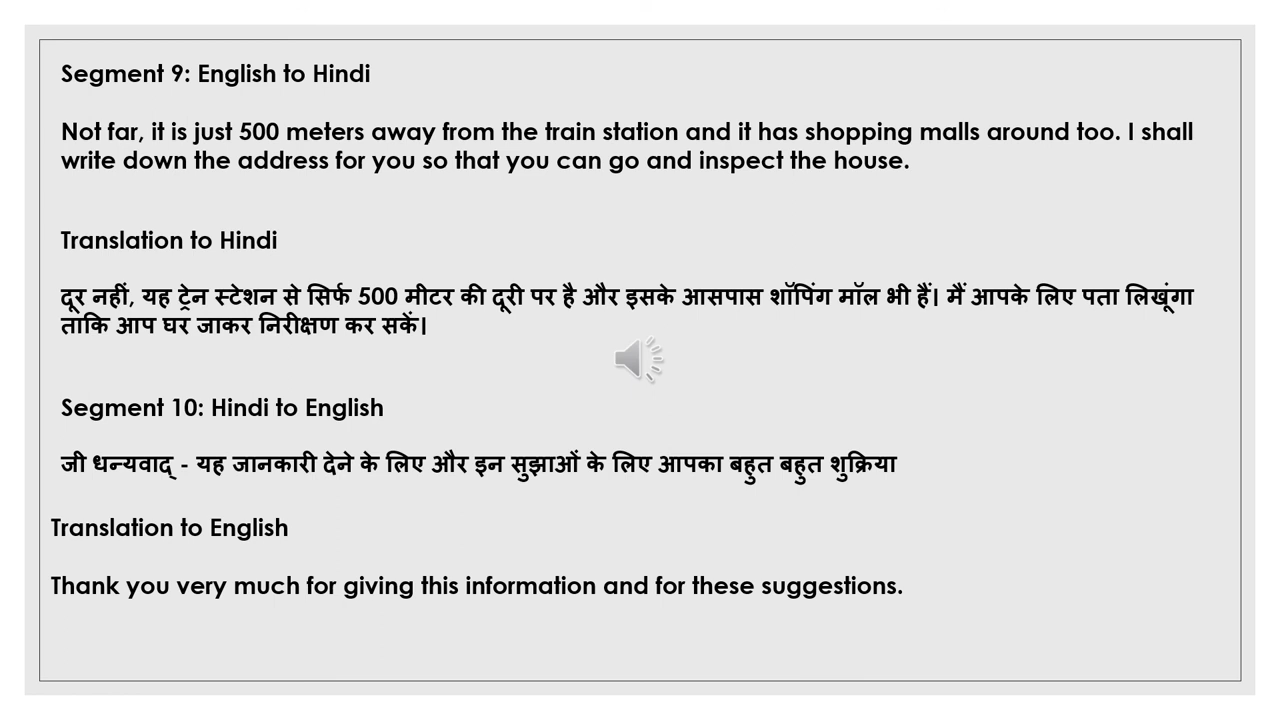 Segment 9: English to Hindi
Not far, it is just 500 meters away from the train station and it has shopping malls around too. I shall
write down the address for you so that you can go and inspect the house.
Translation to Hindi
दूर नहीं, यह ट्रेन स्टेशन से सिर्फ 500 मीटर की दूरी पर है और इसके आसपास शॉपिंग मॉल भी हैं। मैं आपके लिए पता लिखूंगा
ताकि आप घर जाकर निरीक्षण कर सकें।
Segment 10: Hindi to English
जी धन्यवाद् - यह जानकारी देने के लिए और इन सुझाओं के लिए आपका बहुत बहुत शुक्रिया
Translation to English
Thank you very much for giving this information and for these suggestions.